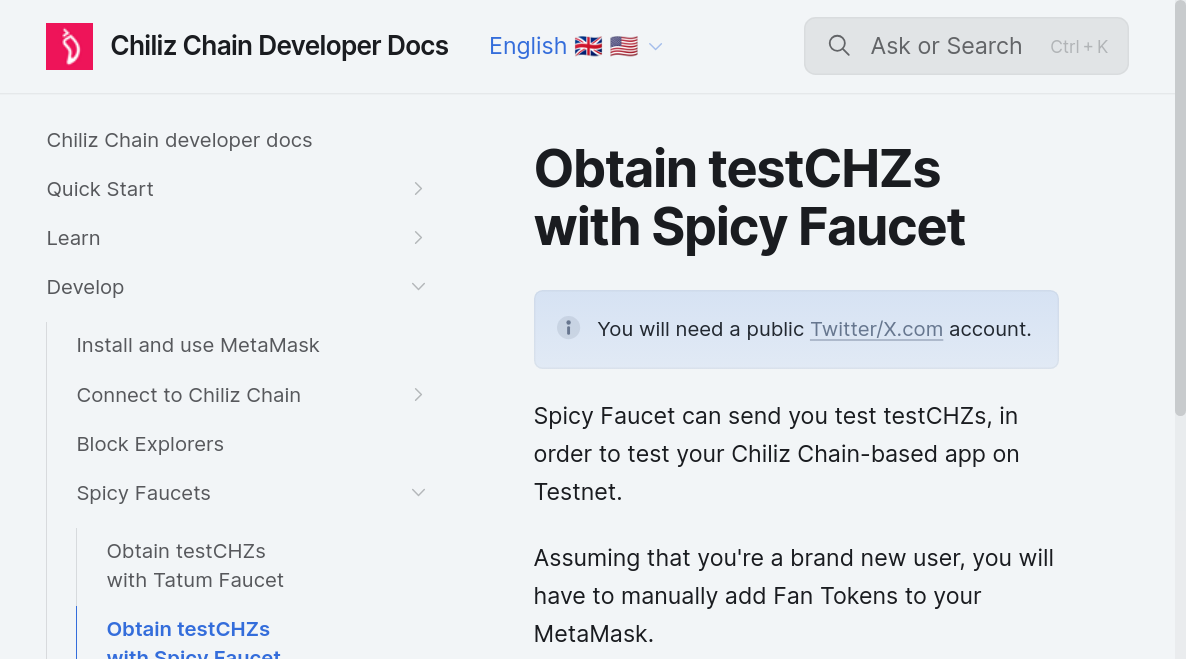 Chiliz Chain Developer Docs
English 🇬🇧 🇺🇸
Ask or Search Ctrl + K
Chiliz Chain developer docs
Quick Start
Learn
Develop
Install and use MetaMask
Connect to Chiliz Chain
Block Explorers
Spicy Faucets
Obtain testCHZs
with Tatum Faucet
Obtain testCHZs
with Spicy Faucet
Obtain testCHZs
with Spicy Faucet
You will need a public Twitter/X.com account.
Spicy Faucet can send you test testCHZs, in
order to test your Chiliz Chain-based app on
Testnet.
Assuming that you're a brand new user, you will
have to manually add Fan Tokens to your
MetaMask.